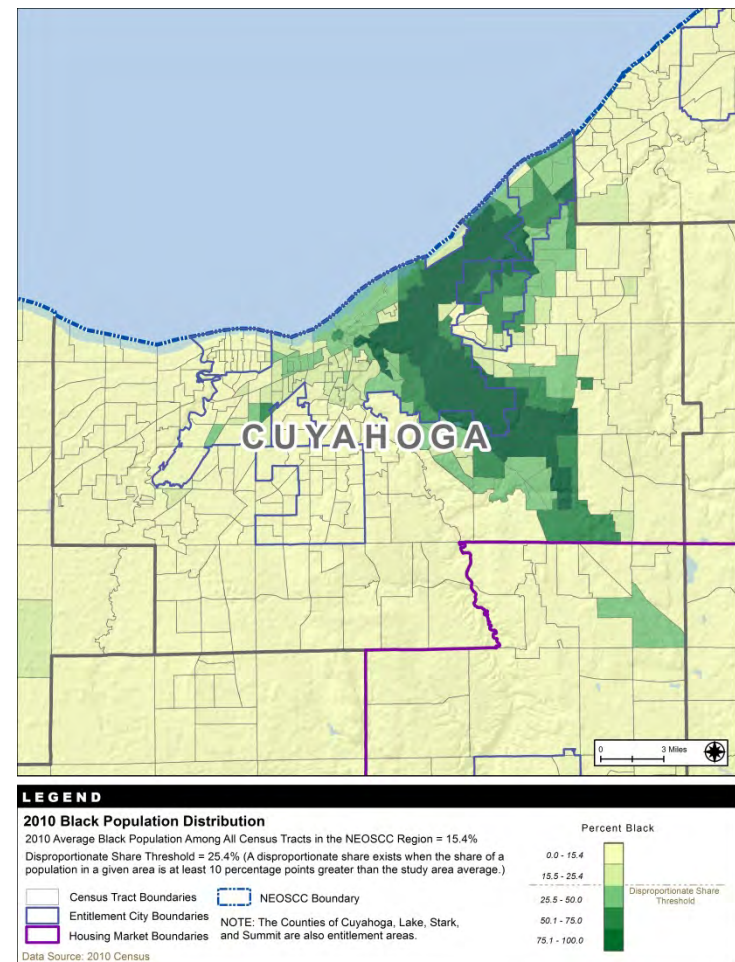 CUYAHOGA
0 3 Miles
LEGEND
2010 Black Population Distribution
2010 Average Black Population Among All Census Tracts in the NEOSCC Region = 15.4%
Disproportionate Share Threshold = 25.4% (A disproportionate share exists when the share of a
population in a given area is at least 10 percentage points greater than the study area average.)
Census Tract Boundaries
Entitlement City Boundaries
Housing Market Boundaries
NEOSCC Boundary
NOTE: The Counties of Cuyahoga, Lake, Stark,
and Summit are also entitlement areas.
Data Source: 2010 Census
Percent Black
0.0 - 15.4
15.5 - 25.4
Disproportionate Share
Threshold
25.5 - 50.0
50.1 - 75.0
75.1 - 100.0